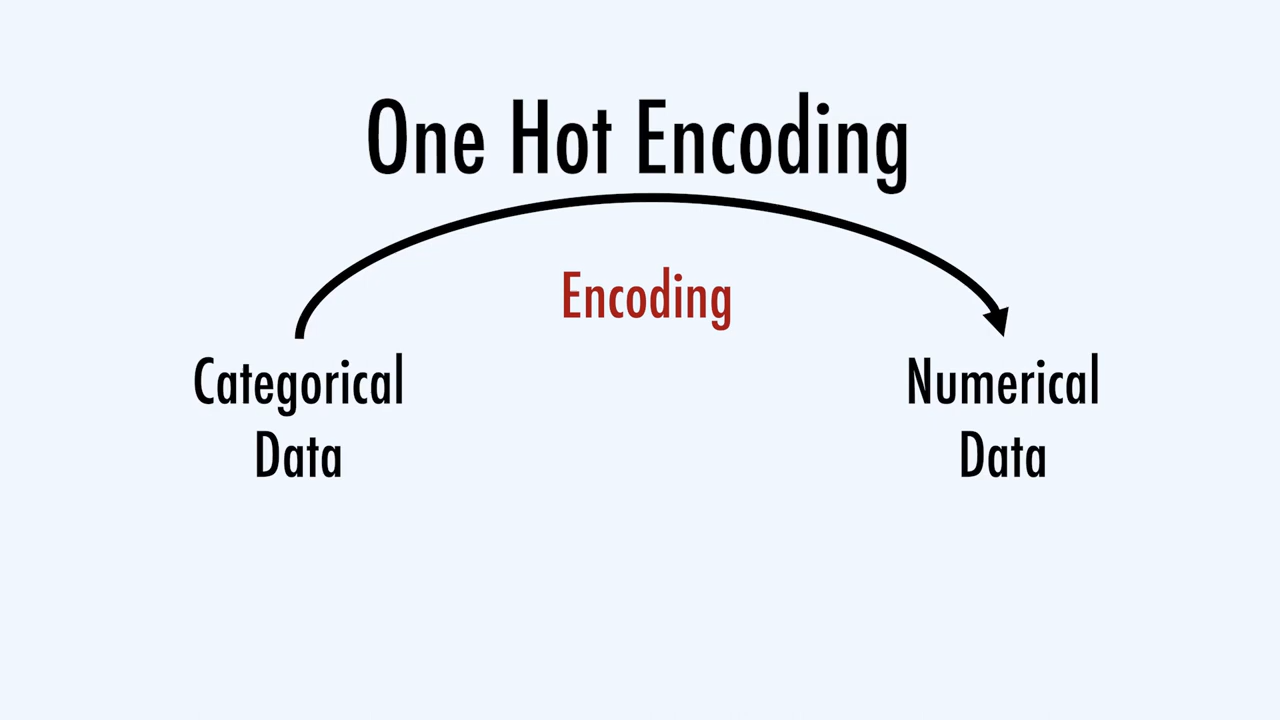 One Hot Encoding
Encoding
Categorical
Data
Numerical
Data